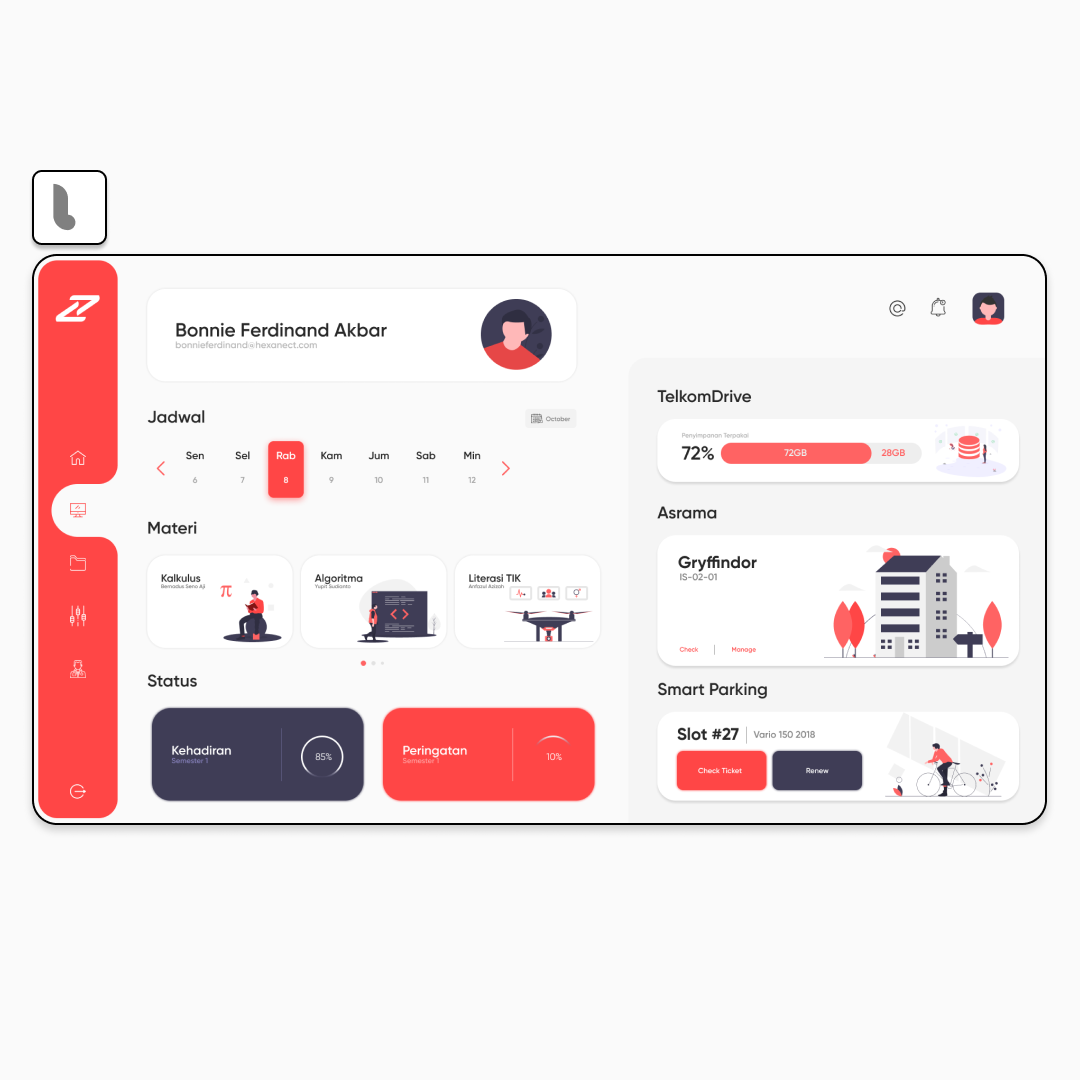 Bonnie Ferdinand Akbar
bonnieferdinand@hexanect.com
Jadwal
October
Sen Sel Rab Kam Jum Sab Min
6 7 8 9 10 11 12
Materi
Kalkulus
Bernadus Seno Aji
π
Algoritma
Yupit Sudianto
Literasi TIK
Anfazul Azizah
Status
Kehadiran
Semester 1
85%
Peringatan
Semester 1
10%
TelkomDrive
Penyimpanan Terpakai
72%
72GB
28GB
Asrama
Gryffindor
IS-02-01
Check | Manage
Smart Parking
Slot #27 | Vario 150 2018
Check Ticket
Renew